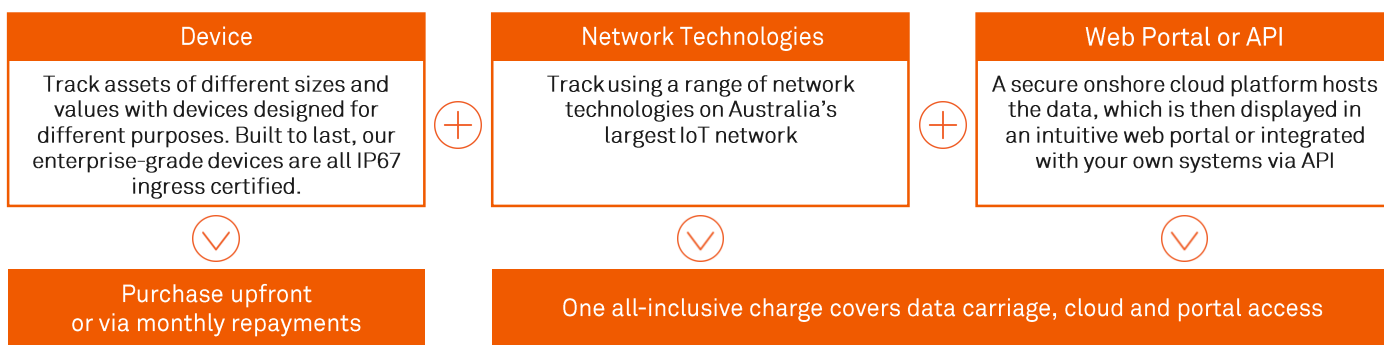 Device
Track assets of different sizes and
values with devices designed for
different purposes. Built to last, our
enterprise-grade devices are all IP67
ingress certified.
Network Technologies
Track using a range of network
technologies on Australia's
largest IoT network
Web Portal or API
A secure onshore cloud platform hosts
the data, which is then displayed in
an intuitive web portal or integrated
with your own systems via API
Purchase upfront
or via monthly repayments
One all-inclusive charge covers data carriage, cloud and portal access